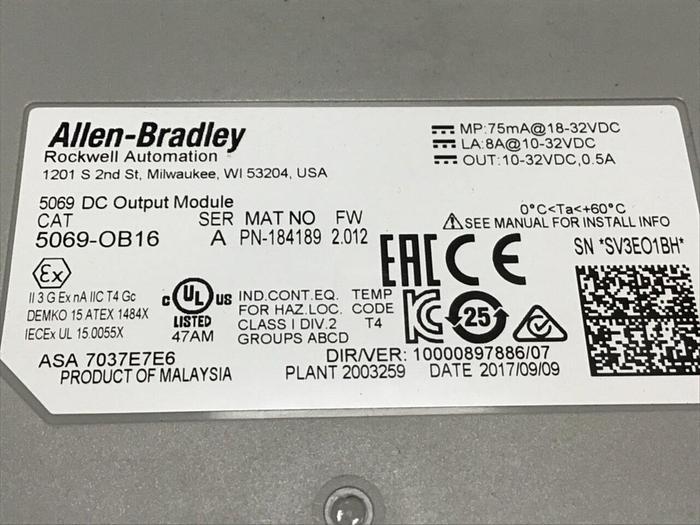 Allen-Bradley
Rockwell Automation
1201 S 2nd St, Milwaukee, WI 53204, USA
MP:75mA@18-32VDC
LA:8A@10-32VDC
OUT:10-32VDC,0.5A
5069 DC Output Module
CAT SER MAT NO FW
5069-OB16 A PN-184189 2.012
0°C<Ta<+60°C
SEE MANUAL FOR INSTALL INFO
SN *SV3EO1BH*
Ex
II 3 G Ex nA IIC T4 Gc
DEMKO 15 ATEX 1484X
IECEx UL 15.0055X
c UL US
LISTED
47AM
IND.CONT.EQ.
FOR HAZ.LOC.
CLASS I DIV.2
GROUPS ABCD
TEMP
CODE
T4
EAC CE
KC 25
ASA 7037E7E6
PRODUCT OF MALAYSIA
DIR/VER: 10000897886/07
PLANT 2003259 DATE 2017/09/09